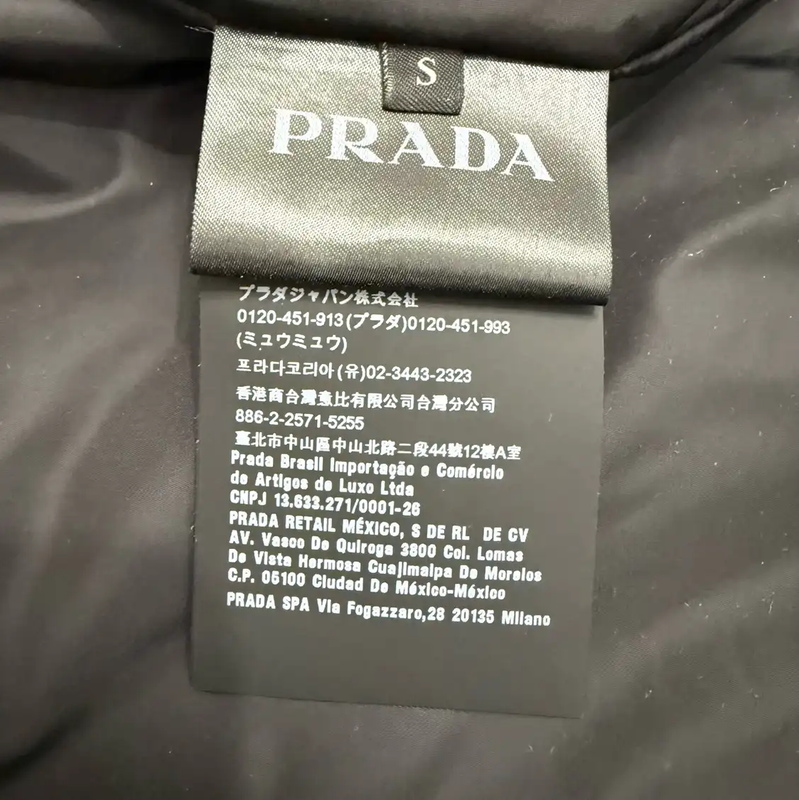 S
PRADA
プラダジャパン株式会社
0120-451-913(プラダ)0120-451-993
(ミュウミュウ)
프라다코리아(유)02-3443-2323
香港商台灣意比有限公司台灣分公司
886-2-2571-5255
臺北市中山區中山北路二段44號12樓A室
Prada Brasil Importação e Comércio
de Artigos de Luxo Ltda
CNPJ 13.633.271/0001-26
PRADA RETAIL MÉXICO, S DE RL DE CV
AV. Vasco De Quiroga 3800 Col. Lomas
De Vista Hermosa Cuajimalpa De Morelos
C.P. 05100 Ciudad De México-México
PRADA SPA Via Fogazzaro,28 20135 Milano